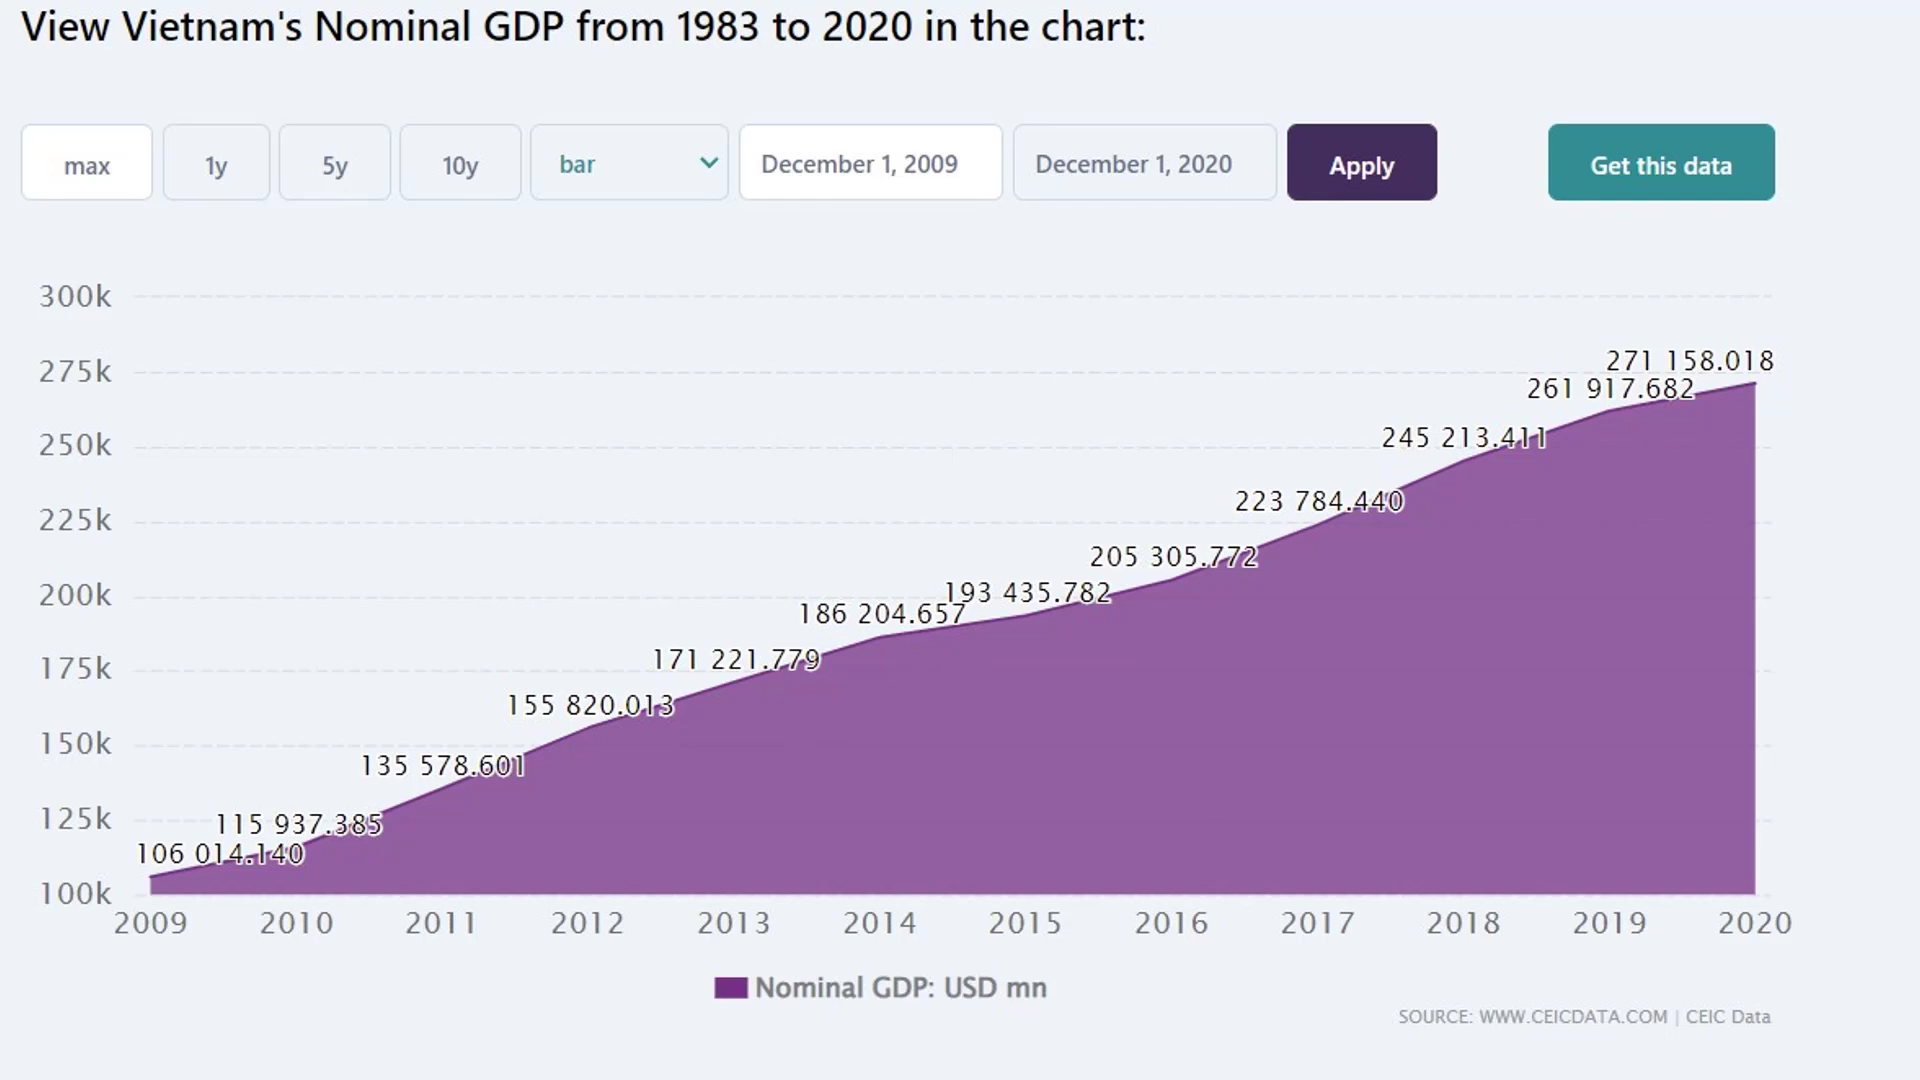 View Vietnam's Nominal GDP from 1983 to 2020 in the chart:
max 1y 5y 10y bar December 1, 2009 December 1, 2020 Apply Get this data
300k
275k
250k
225k
200k
175k
150k
125k
100k
106 014.140
115 937.385
135 578.601
155 820.013
171 221.779
186 204.657
193 435.782
205 305.772
223 784.440
245 213.411
261 917.682
271 158.018
2009 2010 2011 2012 2013 2014 2015 2016 2017 2018 2019 2020
Nominal GDP: USD mn
SOURCE: WWW.CEICDATA.COM | CEIC Data